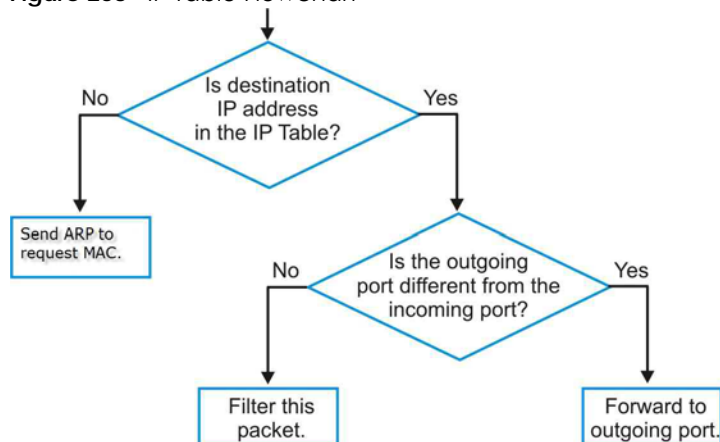 Is destination
IP address
in the IP Table?
No
Yes
Send ARP to
request MAC.
Is the outgoing
port different from the
incoming port?
No
Yes
Filter this
packet.
Forward to
outgoing port.